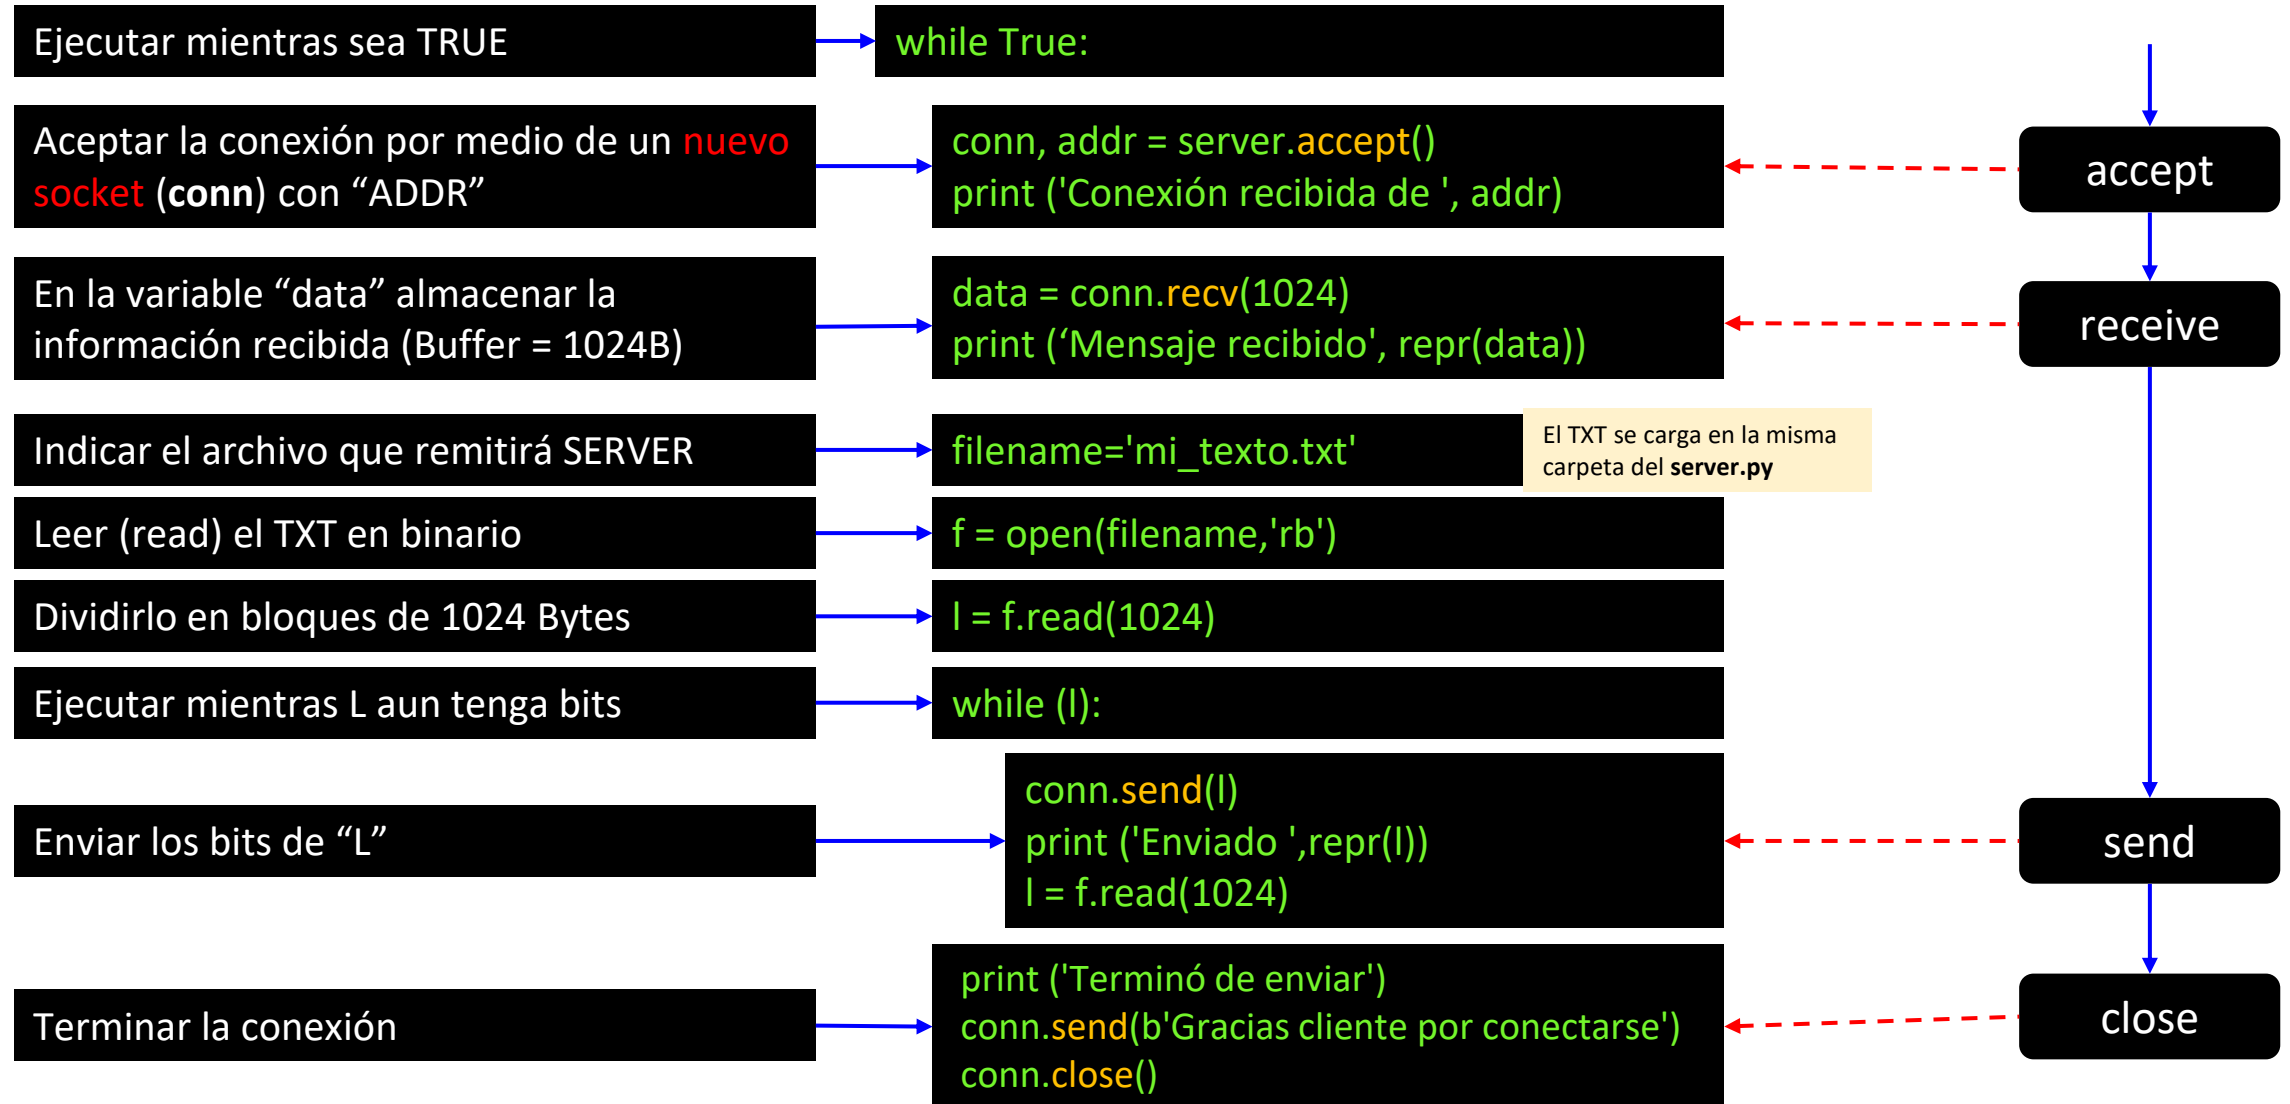 Ejecutar mientras sea TRUE
while True:
Aceptar la conexión por medio de un nuevo
socket (conn) con “ADDR”
conn, addr = server.accept()
print ('Conexión recibida de ', addr)
accept
En la variable “data” almacenar la
información recibida (Buffer = 1024B)
data = conn.recv(1024)
print (‘Mensaje recibido', repr(data))
receive
Indicar el archivo que remitirá SERVER
filename='mi_texto.txt'
El TXT se carga en la misma
carpeta del server.py
Leer (read) el TXT en binario
f = open(filename,'rb')
Dividirlo en bloques de 1024 Bytes
l = f.read(1024)
Ejecutar mientras L aun tenga bits
while (l):
Enviar los bits de “L”
conn.send(l)
print ('Enviado ',repr(l))
l = f.read(1024)
send
Terminar la conexión
print ('Terminó de enviar')
conn.send(b'Gracias cliente por conectarse')
conn.close()
close